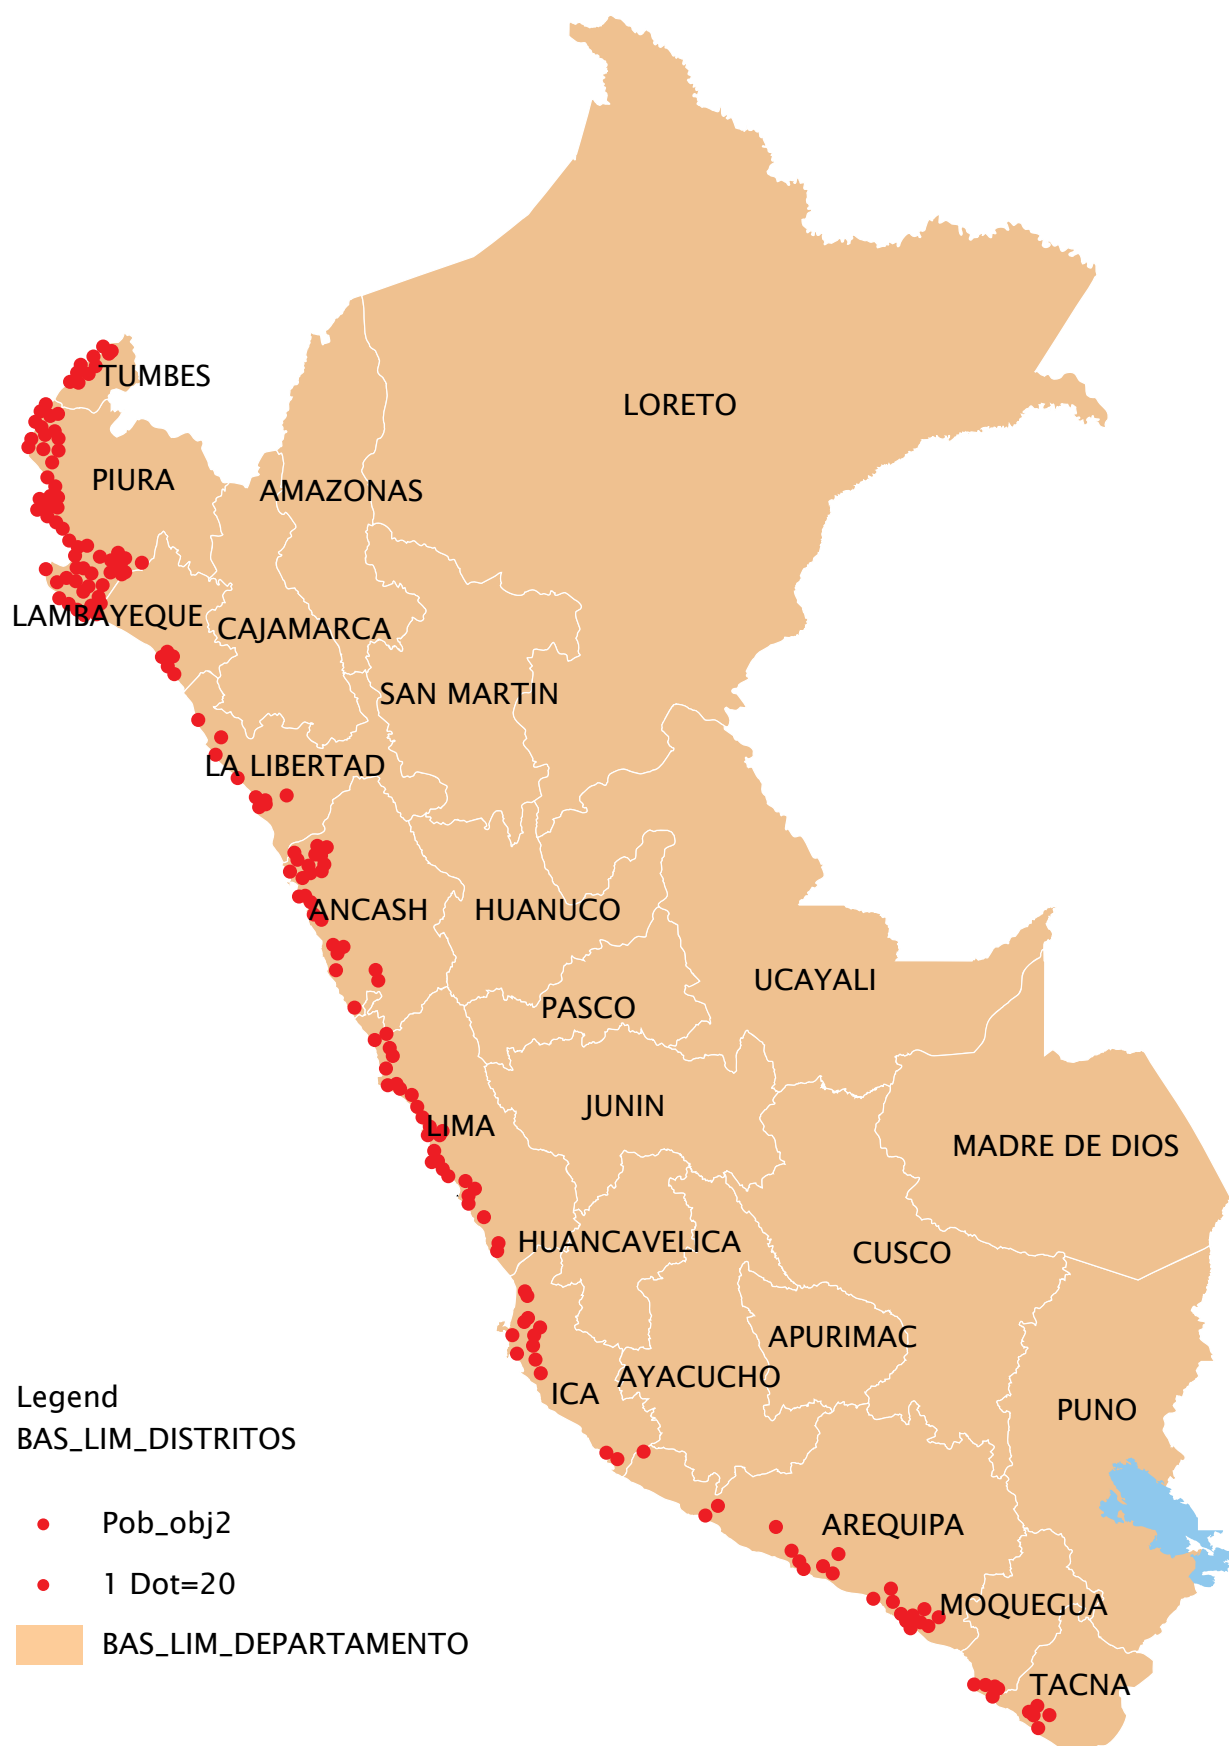 TUMBES
LORETO
PIURA
AMAZONAS
LAMBAYEQUE
CAJAMARCA
SAN MARTIN
LA LIBERTAD
ANCASH
HUANUCO
UCAYALI
PASCO
JUNIN
LIMA
MADRE DE DIOS
HUANCAVELICA
CUSCO
APURIMAC
AYACUCHO
ICA
PUNO
AREQUIPA
MOQUEGUA
TACNA
Legend
BAS_LIM_DISTRITOS
Pob_obj2
1 Dot=20
BAS_LIM_DEPARTAMENTO